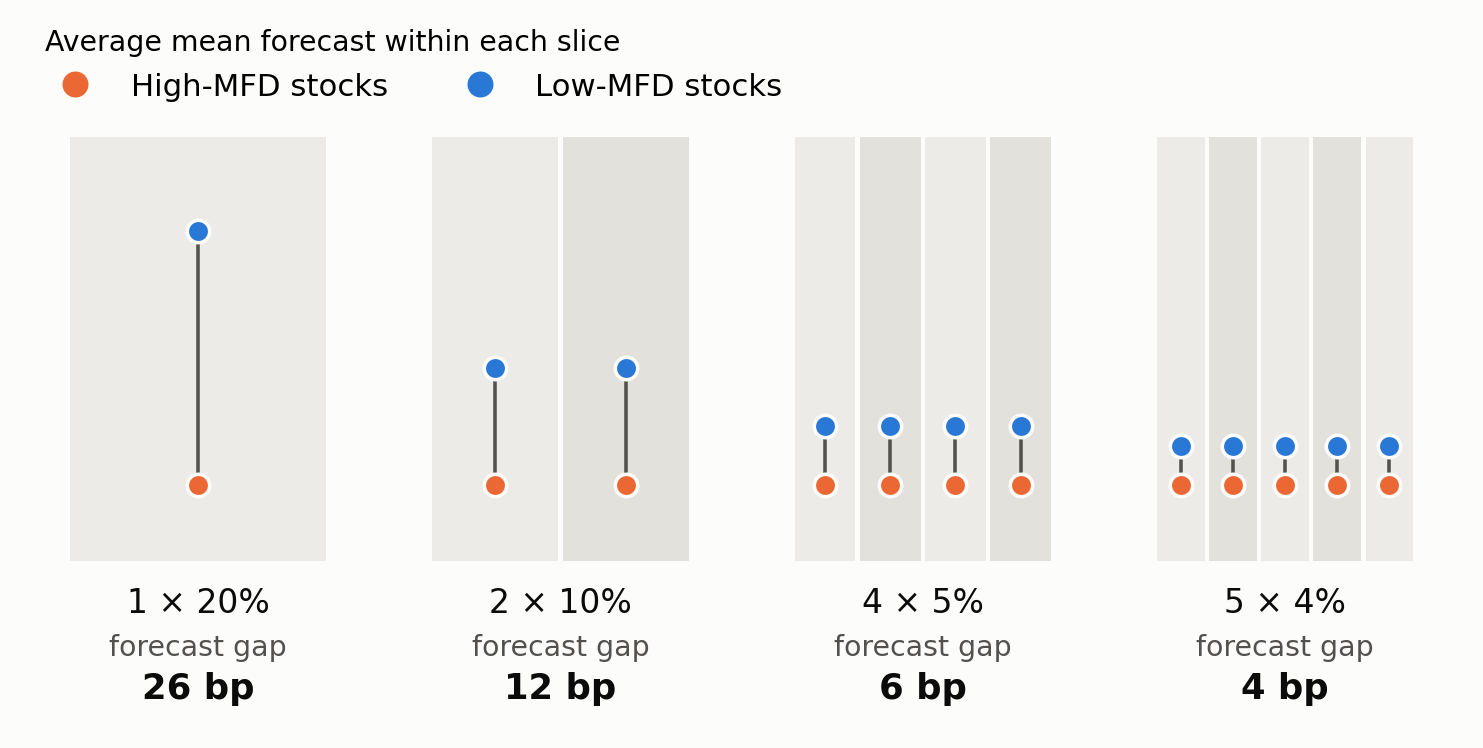 Average mean forecast within each slice
High-MFD stocks Low-MFD stocks
1 × 20% 2 × 10% 4 × 5% 5 × 4%
forecast gap forecast gap forecast gap forecast gap
26 bp 12 bp 6 bp 4 bp